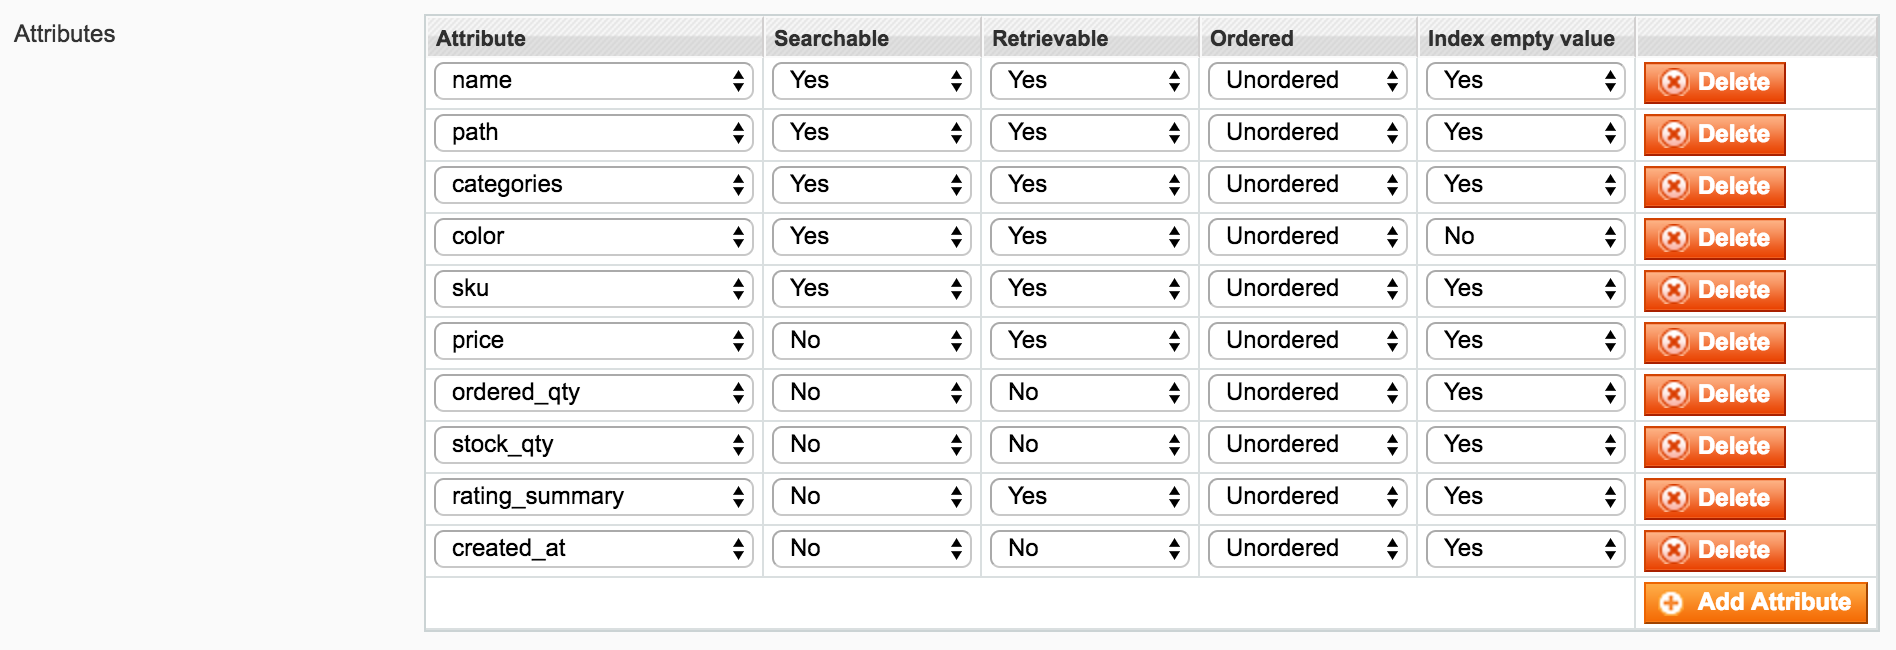 Attributes
Attribute Searchable Retrievable Ordered Index empty value
name Yes Yes Unordered Yes Delete
path Yes Yes Unordered Yes Delete
categories Yes Yes Unordered Yes Delete
color Yes Yes Unordered No Delete
sku Yes Yes Unordered Yes Delete
price No Yes Unordered Yes Delete
ordered_qty No No Unordered Yes Delete
stock_qty No No Unordered Yes Delete
rating_summary No Yes Unordered Yes Delete
created_at No No Unordered Yes Delete
Add Attribute